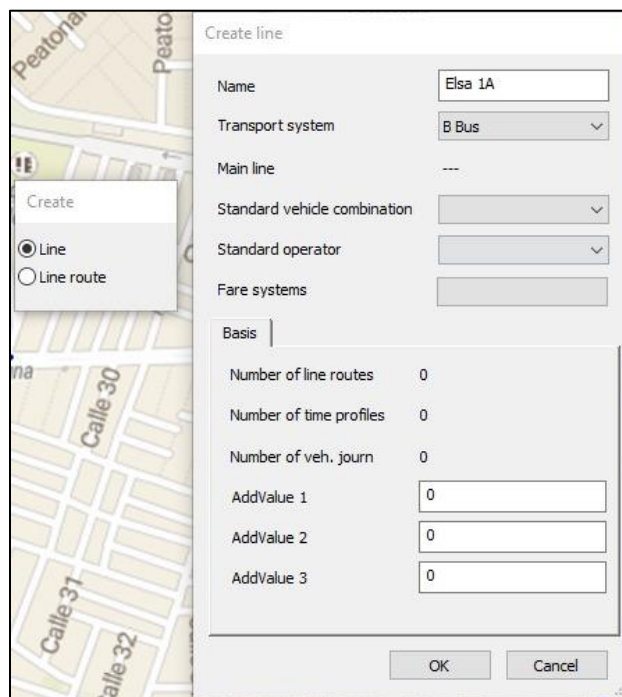 Peatonal
Peato
Create line
Name
Elsa 1A
Transport system
B Bus
Main line
---
Standard vehicle combination
Standard operator
Fare systems
Create
Line
Line route
Basis
Number of line routes 0
Number of time profiles 0
Number of veh. journ 0
AddValue 1 0
AddValue 2 0
AddValue 3 0
OK
Cancel
na
Calle 30
Calle 31
Calle 32